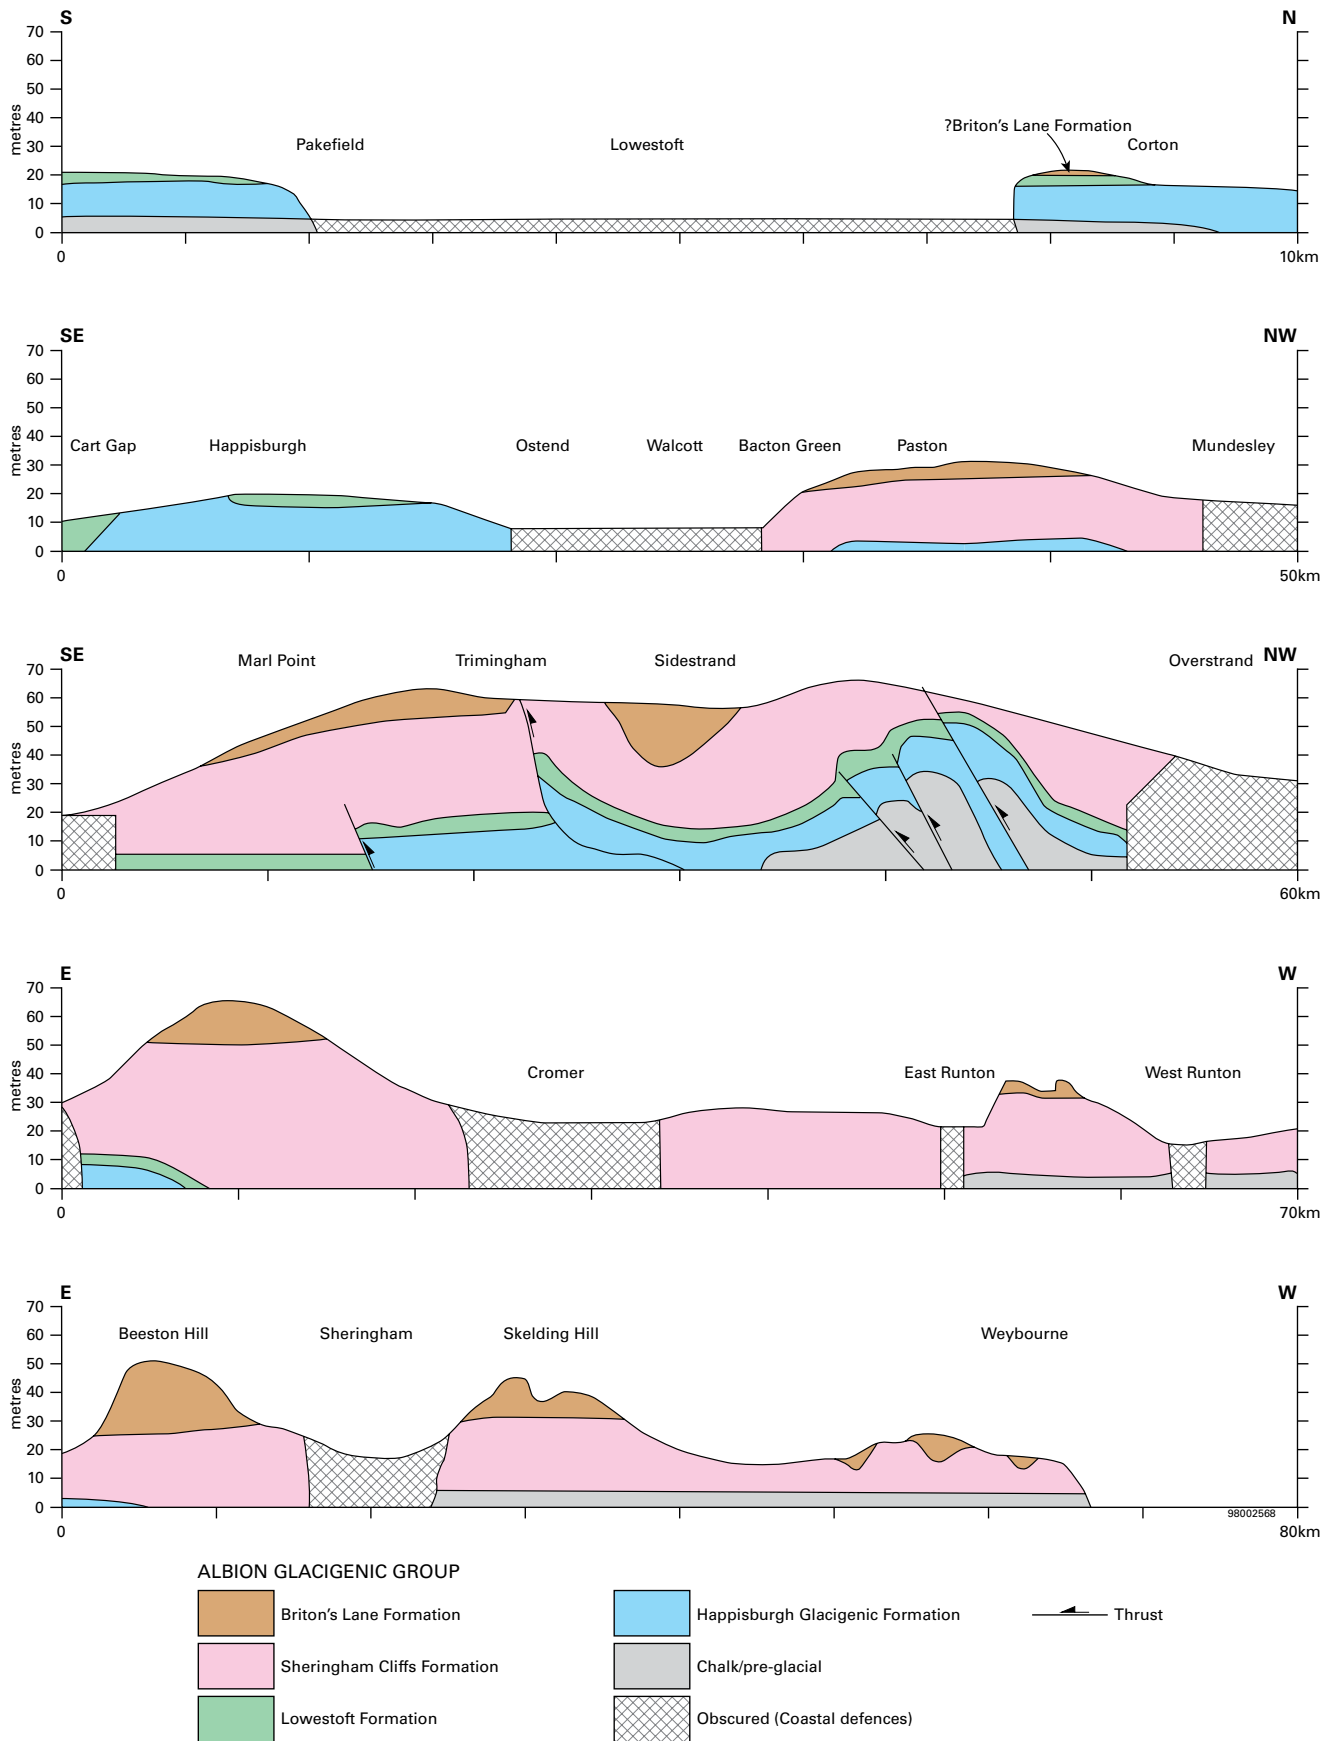 S N
70
60
50
40
30
20
10
0
metres
Pakefield Lowestoft ?Briton's Lane Formation Corton
0 10km
SE NW
70
60
50
40
30
20
10
0
metres
Cart Gap Happisburgh Ostend Walcott Bacton Green Paston Mundesley
0 50km
SE NW
70
60
50
40
30
20
10
0
metres
Marl Point Trimingham Sidestrand Overstrand
0 60km
E W
70
60
50
40
30
20
10
0
metres
Cromer East Runton West Runton
0 70km
E W
70
60
50
40
30
20
10
0
metres
Beeston Hill Sheringham Skelding Hill Weybourne
98002568
0 80km
ALBION GLACIGENIC GROUP
Briton's Lane Formation
Sheringham Cliffs Formation
Lowestoft Formation
Happisburgh Glacigenic Formation
Chalk/pre-glacial
Obscured (Coastal defences)
Thrust